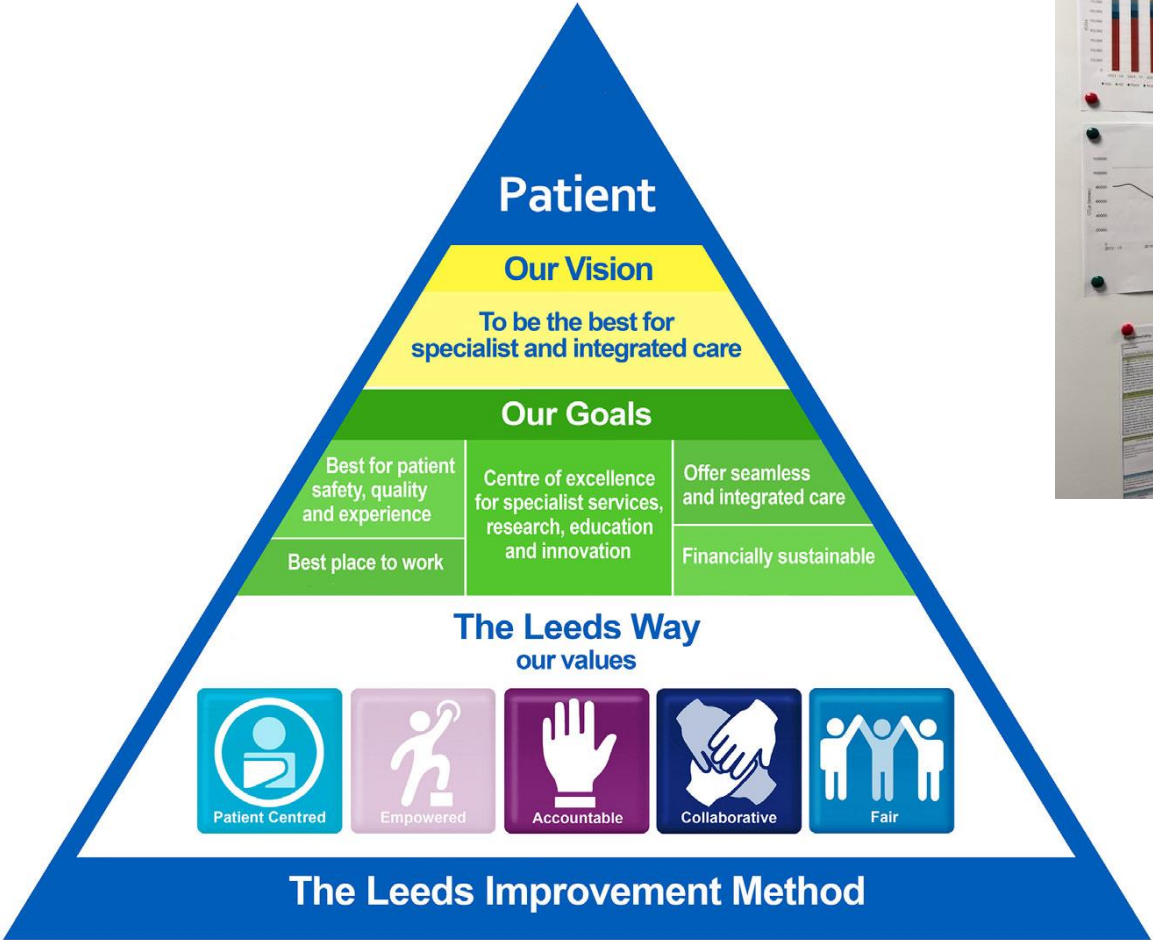 Patient
Our Vision
To be the best for
specialist and integrated care
Our Goals
Best for patient
safety, quality
and experience
Best place to work
Centre of excellence
for specialist services,
research, education
and innovation
Offer seamless
and integrated care
Financially sustainable
The Leeds Way
our values
Patient Centred
Empowered
Accountable
Collaborative
Fair
The Leeds Improvement Method